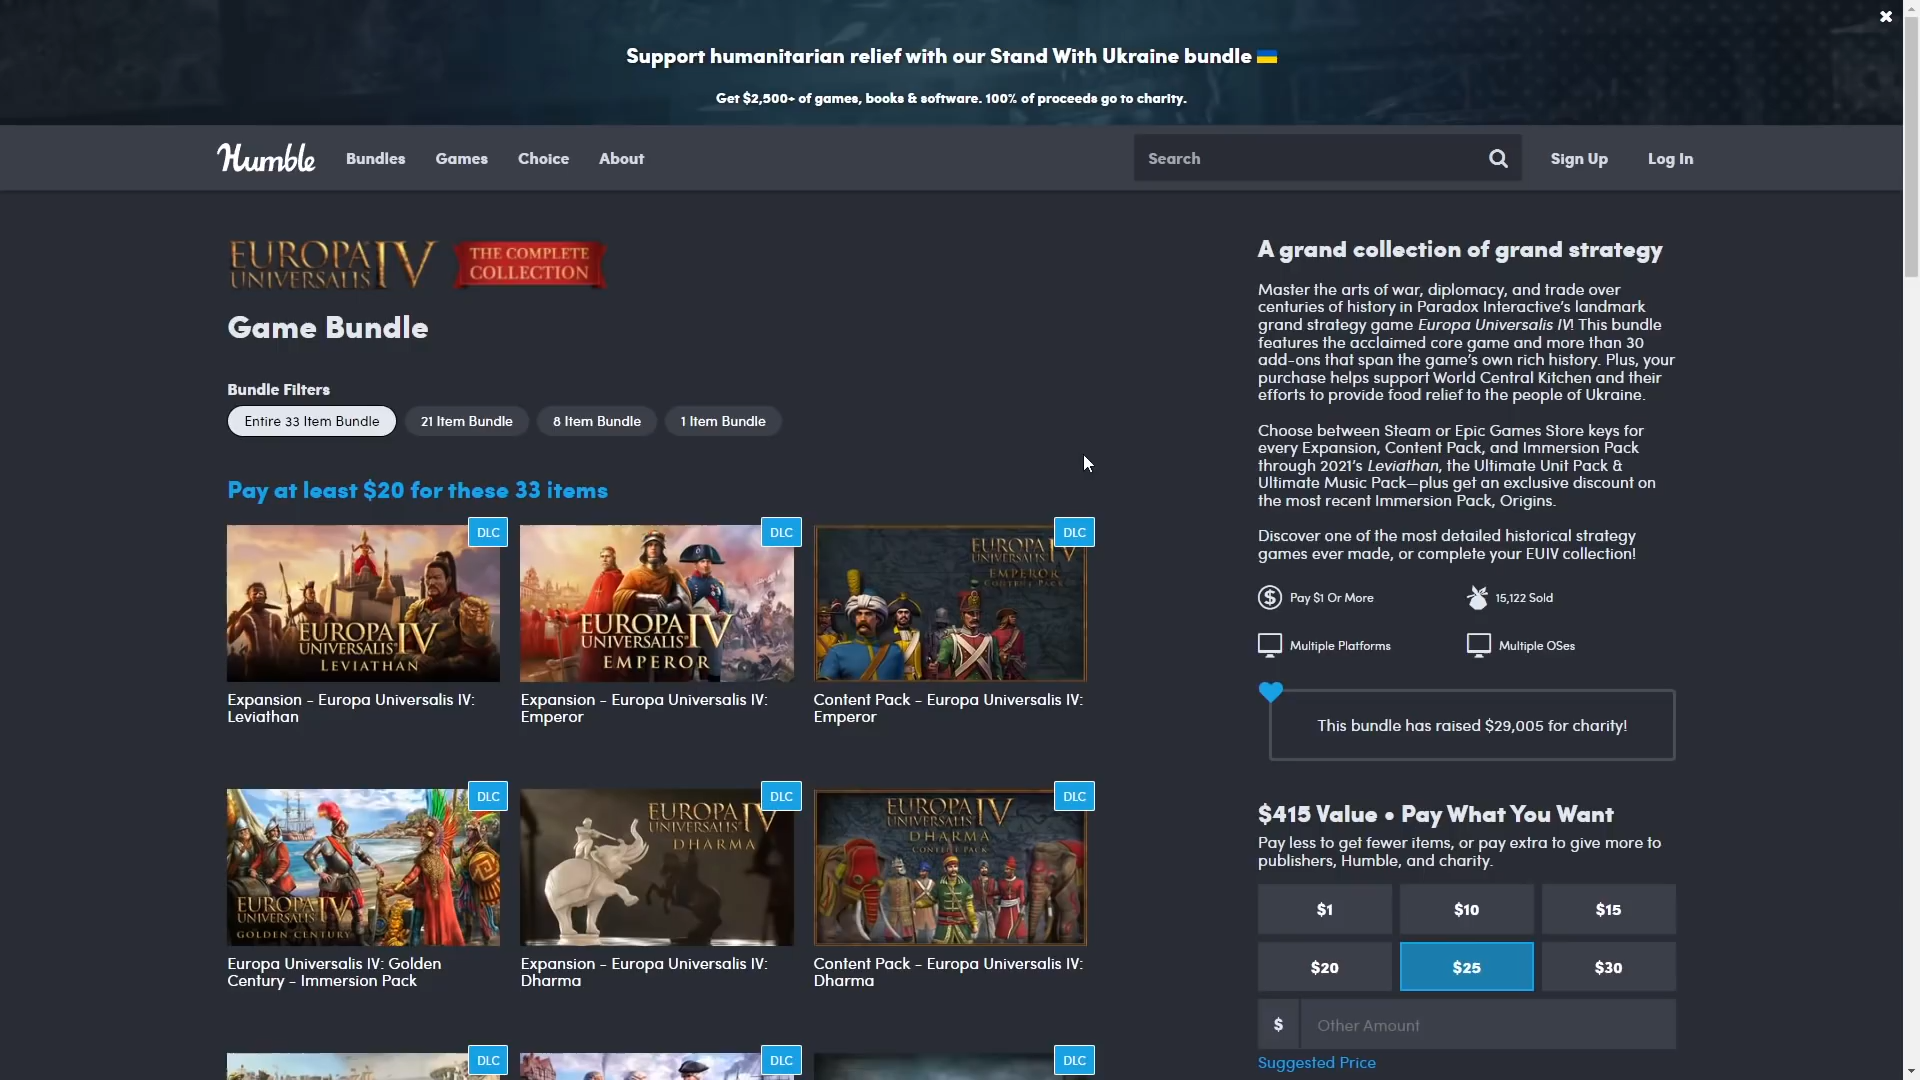 Support humanitarian relief with our Stand With Ukraine bundle
Get $2,500+ of games, books & software. 100% of proceeds go to charity.
Humble
Bundles
Games
Choice
About
Search
Sign Up
Log In
EUROPA UNIVERSALIS IV
THE COMPLETE
COLLECTION
Game Bundle
Bundle Filters
Entire 33 Item Bundle
21 Item Bundle
8 Item Bundle
1 Item Bundle
Pay at least $20 for these 33 items
DLC
EUROPA UNIVERSALIS IV
LEVIATHAN
Expansion - Europa Universalis IV:
Leviathan
DLC
EUROPA UNIVERSALIS IV
EMPEROR
Expansion - Europa Universalis IV:
Emperor
DLC
EUROPA UNIVERSALIS IV
EMPEROR
CONTENT PACK
Content Pack - Europa Universalis IV:
Emperor
DLC
EUROPA UNIVERSALIS IV
GOLDEN CENTURY
Europa Universalis IV: Golden
Century - Immersion Pack
DLC
EUROPA UNIVERSALIS IV
DHARMA
Expansion - Europa Universalis IV:
Dharma
DLC
EUROPA UNIVERSALIS IV
DHARMA
CONTENT PACK
Content Pack - Europa Universalis IV:
Dharma
DLC
DLC
DLC
A grand collection of grand strategy
Master the arts of war, diplomacy, and trade over
centuries of history in Paradox Interactive's landmark
grand strategy game Europa Universalis IV! This bundle
features the acclaimed core game and more than 30
add-ons that span the game's own rich history. Plus, your
purchase helps support World Central Kitchen and their
efforts to provide food relief to the people of Ukraine.
Choose between Steam or Epic Games Store keys for
every Expansion, Content Pack, and Immersion Pack
through 2021's Leviathan, the Ultimate Unit Pack &
Ultimate Music Pack—plus get an exclusive discount on
the most recent Immersion Pack, Origins.
Discover one of the most detailed historical strategy
games ever made, or complete your EUIV collection!
Pay $1 Or More
15,122 Sold
Multiple Platforms
Multiple OSes
This bundle has raised $29,005 for charity!
$415 Value • Pay What You Want
Pay less to get fewer items, or pay extra to give more to
publishers, Humble, and charity.
$1
$10
$15
$20
$25
$30
$
Other Amount
Suggested Price